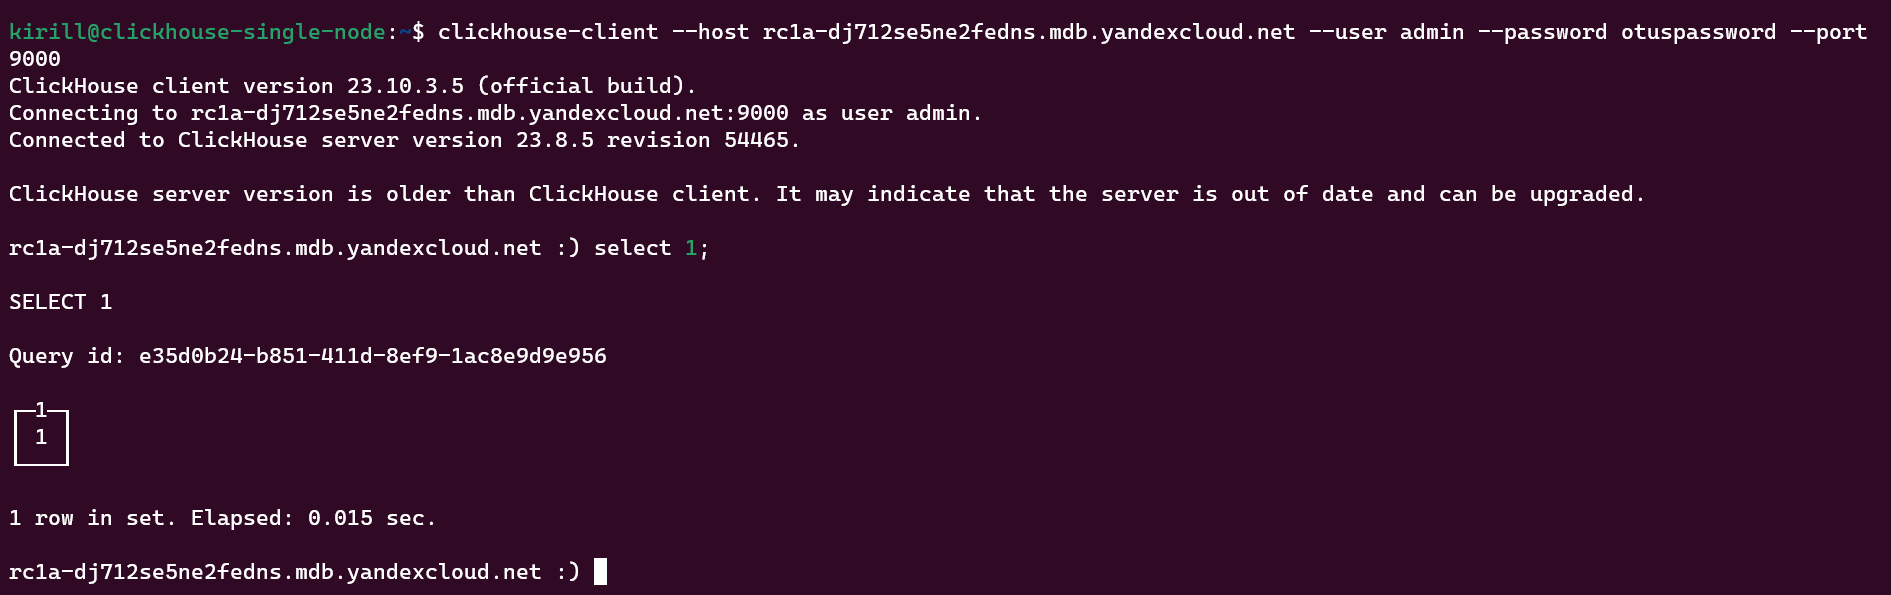 kirill@clickhouse-single-node:~$ clickhouse-client --host rc1a-dj712se5ne2fedns.mdb.yandexcloud.net --user admin --password otuspassword --port
9000
ClickHouse client version 23.10.3.5 (official build).
Connecting to rc1a-dj712se5ne2fedns.mdb.yandexcloud.net:9000 as user admin.
Connected to ClickHouse server version 23.8.5 revision 54465.
ClickHouse server version is older than ClickHouse client. It may indicate that the server is out of date and can be upgraded.
rc1a-dj712se5ne2fedns.mdb.yandexcloud.net :) select 1;
SELECT 1
Query id: e35d0b24-b851-411d-8ef9-1ac8e9d9e956
1
1
1 row in set. Elapsed: 0.015 sec.
rc1a-dj712se5ne2fedns.mdb.yandexcloud.net :)